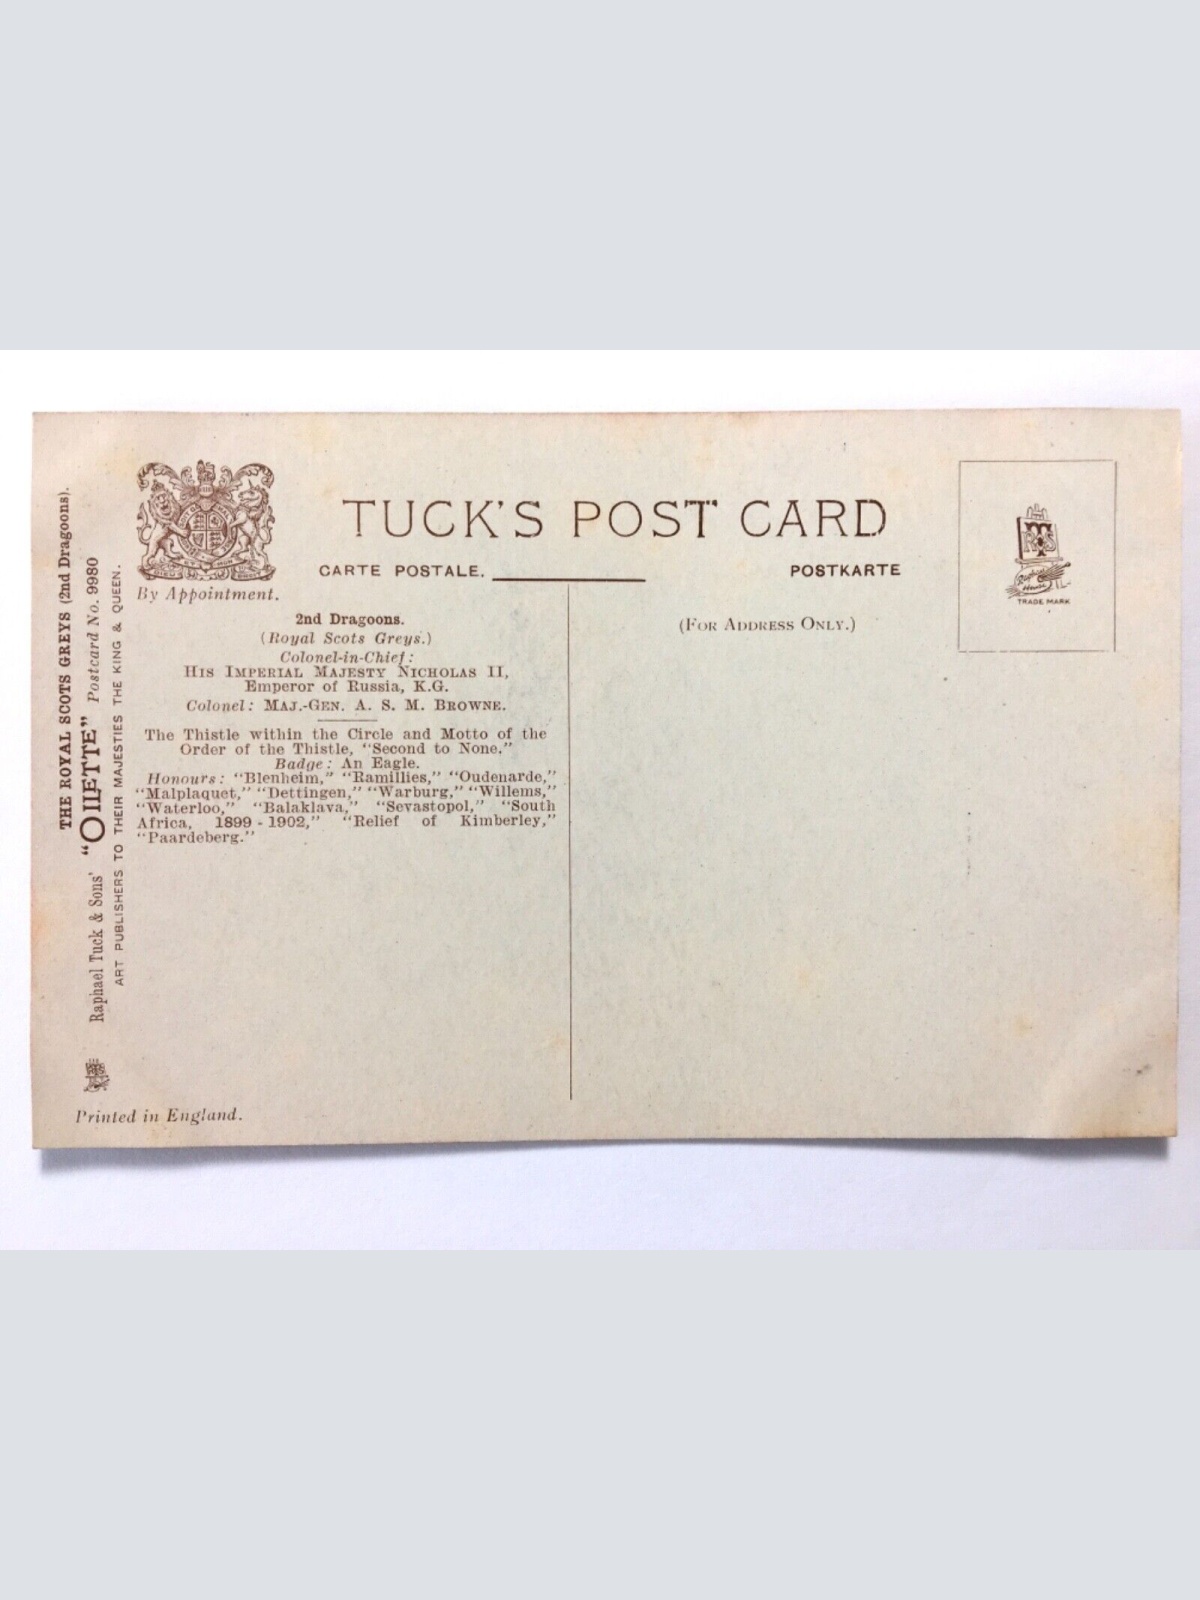 TUCK'S POST CARD
CARTE POSTALE.
POSTKARTE
By Appointment.
2nd Dragoons.
(Royal Scots Greys.)
Colonel-in-Chief:
HIS IMPERIAL MAJESTY NICHOLAS II,
Emperor of Russia, K.G.
Colonel: MAJ.-GEN. A. S. M. BROWNE.
The Thistle within the Circle and Motto of the
Order of the Thistle, "Second to None."
Badge: An Eagle.
Honours: "Blenheim," "Ramillies," "Oudenarde,"
"Malplaquet," "Dettingen," "Warburg," "Willems,"
"Waterloo," "Balaklava," "Sevastopol," "South
Africa, 1899-1902," "Relief of Kimberley,"
"Paardeberg."
(FOR ADDRESS ONLY.)
TRADE MARK
THE ROYAL SCOTS GREYS (2nd Dragoons).
Raphael Tuck & Sons' "OILETTE" Postcard No. 9980
ART PUBLISHERS TO THEIR MAJESTIES THE KING & QUEEN.
Printed in England.